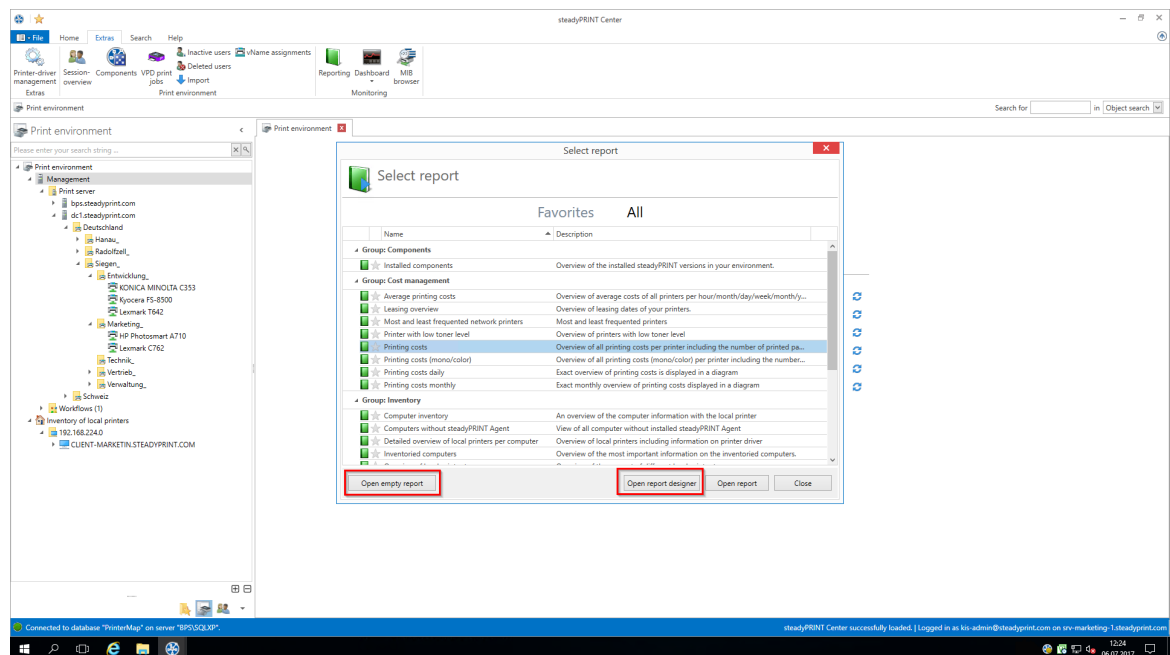 steadyPRINT Center
File Home Extras Search Help
Printer-driver management
Session-overview
Components
VPD print jobs
Inactive users
Deleted users
Import
vName assignments
Reporting
Dashboard
MIB browser
Extras Print environment Monitoring
Print environment Search for in Object search
Print environment
Print environment
Please enter your search string ...
Print environment
Management
Print server
bps.steadyprint.com
dc1.steadyprint.com
Deutschland
Hanau_
Radolfzell_
Siegen_
Entwicklung_
KONICA MINOLTA C353
Kyocera FS-8500
Lexmark T642
Marketing_
HP Photosmart A710
Lexmark C762
Technik_
Vertrieb_
Verwaltung_
Schweiz
Workflows (1)
Inventory of local printers
192.168.224.0
CLIENT-MARKETIN.STEADYPRINT.COM
Select report
Select report
Favorites All
Name Description
Group: Components
Installed components Overview of the installed steadyPRINT versions in your environment.
Group: Cost management
Average printing costs Overview of average costs of all printers per hour/month/day/week/month/y...
Leasing overview Overview of leasing dates of your printers.
Most and least frequented network printers Most and least frequented printers
Printer with low toner level Overview of printers with low toner level
Printing costs Overview of all printing costs per printer including the number of printed pa...
Printing costs (mono/color) Overview of all printing costs (mono/color) per printer including the number...
Printing costs daily Exact overview of printing costs is displayed in a diagram
Printing costs monthly Exact monthly overview of printing costs displayed in a diagram
Group: Inventory
Computer inventory An overview of the computer information with the local printer
Computers without steadyPRINT Agent View of all computer without installed steadyPRINT Agent
Detailed overview of local printers per computer Overview of local printers including information on printer driver
Inventoried computers Overview of the most important information on the inventoried computers.
Open empty report Open report designer Open report Close
Connected to database "PrinterMap" on server "BPS\SQLXP". steadyPRINT Center successfully loaded. | Logged in as kis-admin@steadyprint.com on srv-marketing-1.steadyprint.com
12:24
06.07.2017